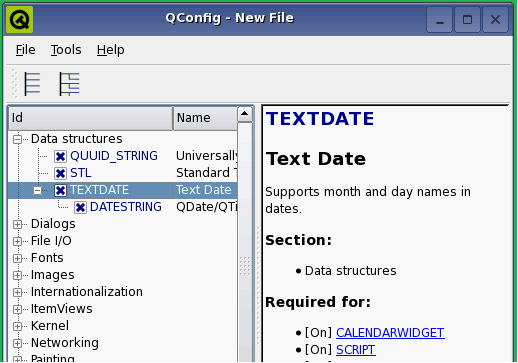 QConfig - New File
File Tools Help
Id Name
Data structures
QUUID_STRING Universally
STL Standard T
TEXTDATE Text Date
DATESTRING QDate/QTi
Dialogs
File I/O
Fonts
Images
Internationalization
ItemViews
Kernel
Networking
Painting
TEXTDATE
Text Date
Supports month and day names in
dates.
Section:
Data structures
Required for:
[On] CALENDARWIDGET
[On] SCRIPT